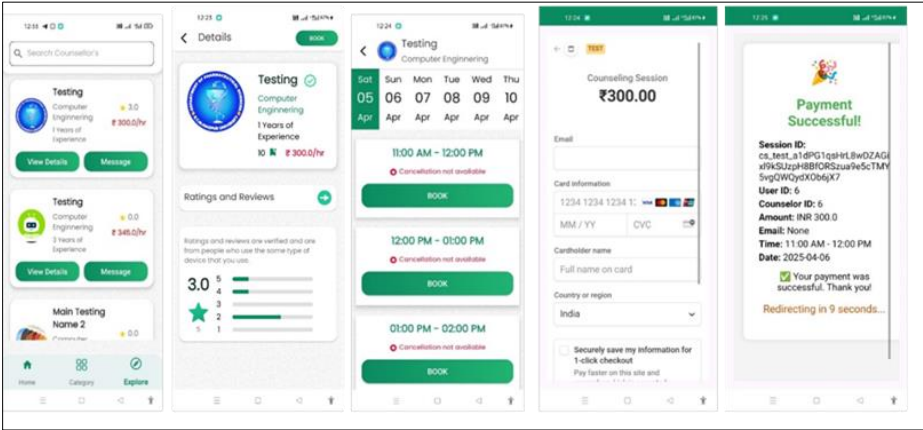 12:55
Search Counsellor's
Testing
Computer
Enginnering
1 Years of
Experience
3.0
₹ 300.0/hr
View Details
Message
Testing
Computer
Enginnering
Experience
0.0
₹ 345.0/hr
View Details
Message
Main Testing
Name 2
Computer
0.0
Home
Category
Explore
12:23
Details
BOOK
Testing
Computer
Enginnering
1 Years of
Experience
10
₹ 300.0/hr
Ratings and Reviews
Ratings and reviews are verified and are
from people who use the same type of
device that you use.
3.0
5
4
3
2
1
5
12:24
Testing
Computer Enginnering
Sat Sun Mon Tue Wed Thu
05 06 07 08 09 10
Apr Apr Apr Apr Apr Apr
11:00 AM - 12:00 PM
Cancellation not available
BOOK
12:00 PM - 01:00 PM
Cancellation not available
BOOK
01:00 PM - 02:00 PM
Cancellation not available
BOOK
12:24
TEST
Counseling Session
₹300.00
Email
Card information
1234 1234 1234 1
VISA
MM / YY
CVC
Cardholder name
Full name on card
Country or region
India
Securely save my information for
1-click checkout
Pay faster on this site and
12:25
Payment
Successful!
Session ID:
User ID: 6
Counselor ID: 6
Amount: INR 300.0
Email: None
Time: 11:00 AM - 12:00 PM
Date: 2025-04-06
Your payment was
successful. Thank you!
Redirecting in 9 seconds...